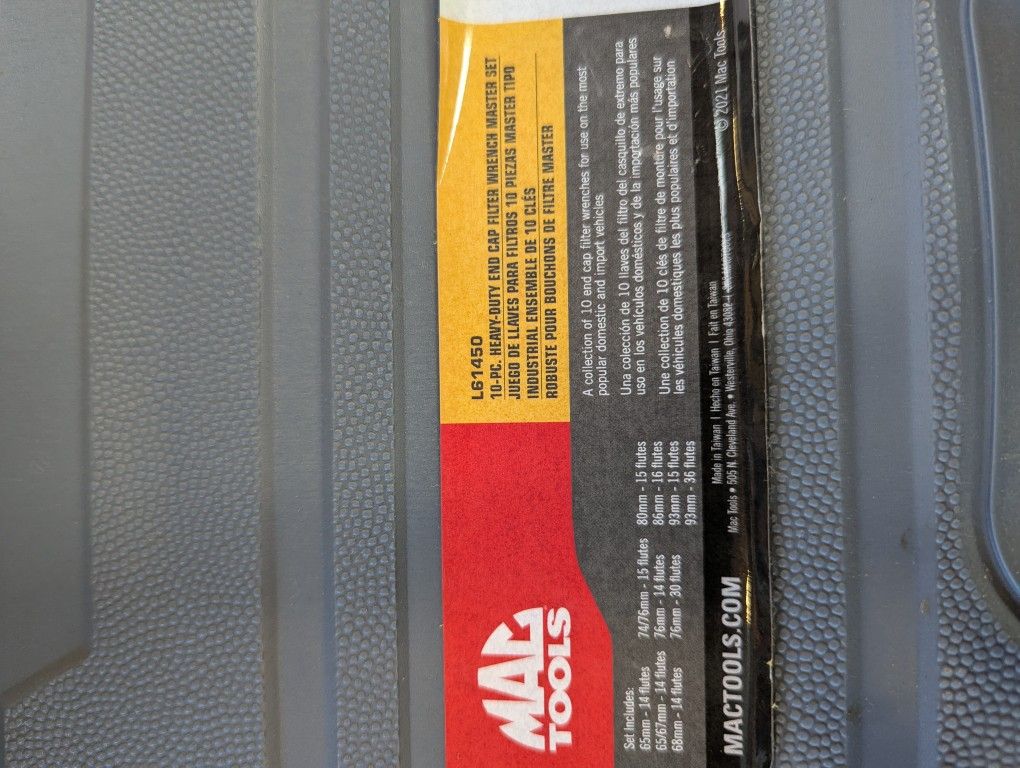 MAC
TOOLS
L61450
10-PC. HEAVY-DUTY END CAP FILTER WRENCH MASTER SET
JUEGO DE LLAVES PARA FILTROS 10 PIEZAS MASTER TIPO
INDUSTRIAL ENSEMBLE DE 10 CLÉS
ROBUSTE POUR BOUCHONS DE FILTRE MASTER
A collection of 10 end cap filter wrenches for use on the most
popular domestic and import vehicles
Una colección de 10 llaves del filtro del casquillo de extremo para
uso en los vehículos domésticos y de la importación más populares
Une collection de 10 clés de filtre de monture pour l'usage sur
les véhicules domestiques les plus populaires et d'importation
Set Includes:
65mm - 14 flutes
65/67mm - 14 flutes
68mm - 14 flutes
74/76mm - 15 flutes
76mm - 14 flutes
76mm - 30 flutes
80mm - 15 flutes
86mm - 16 flutes
93mm - 15 flutes
93mm - 36 flutes
MACTOOLS.COM
Made in Taiwan | Hecho en Taiwan | Fait en Taiwan
Mac Tools • 505 N. Cleveland Ave. • Westerville, Ohio 43082
© 2021 Mac Tools